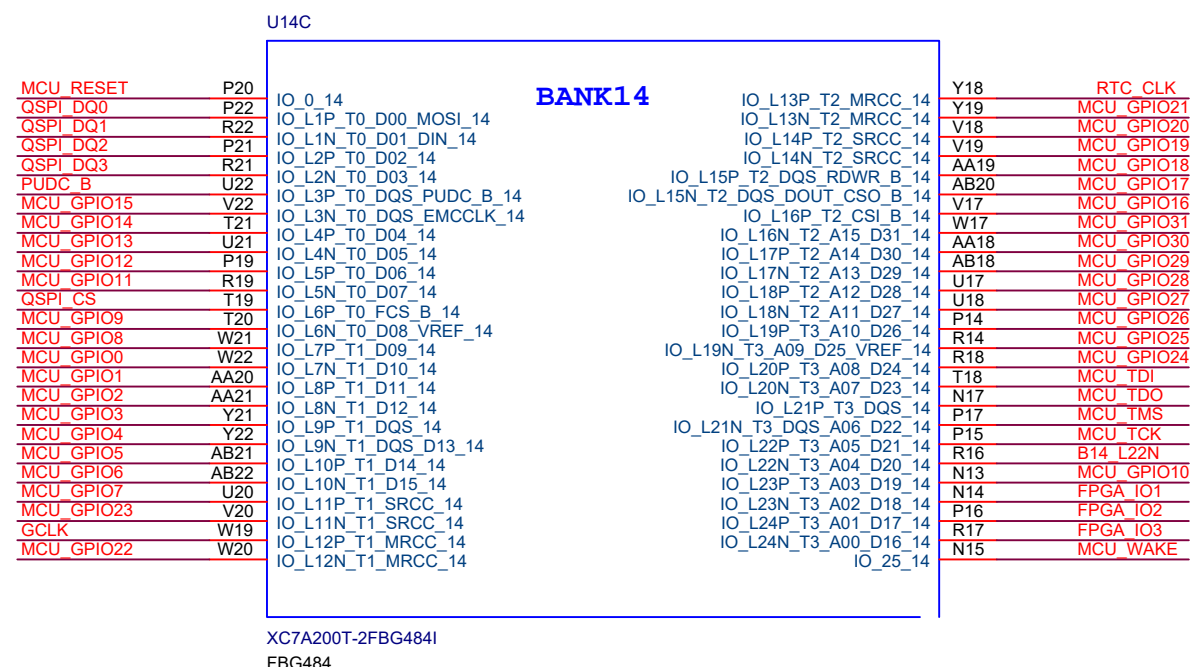 U14C
BANK14
MCU_RESET P20 IO_0_14 IO_L13P_T2_MRCC_14 Y18 RTC_CLK
QSPI_DQ0 P22 IO_L1P_T0_D00_MOSI_14 IO_L13N_T2_MRCC_14 Y19 MCU_GPIO21
QSPI_DQ1 R22 IO_L1N_T0_D01_DIN_14 IO_L14P_T2_SRCC_14 V18 MCU_GPIO20
QSPI_DQ2 P21 IO_L2P_T0_D02_14 IO_L14N_T2_SRCC_14 V19 MCU_GPIO19
QSPI_DQ3 R21 IO_L2N_T0_D03_14 IO_L15P_T2_DQS_RDWR_B_14 AA19 MCU_GPIO18
PUDC_B U22 IO_L3P_T0_DQS_PUDC_B_14 IO_L15N_T2_DQS_DOUT_CSO_B_14 AB20 MCU_GPIO17
MCU_GPIO15 V22 IO_L3N_T0_DQS_EMCCLK_14 IO_L16P_T2_CSI_B_14 V17 MCU_GPIO16
MCU_GPIO14 T21 IO_L4P_T0_D04_14 IO_L16N_T2_A15_D31_14 W17 MCU_GPIO31
MCU_GPIO13 U21 IO_L4N_T0_D05_14 IO_L17P_T2_A14_D30_14 AA18 MCU_GPIO30
MCU_GPIO12 P19 IO_L5P_T0_D06_14 IO_L17N_T2_A13_D29_14 AB18 MCU_GPIO29
MCU_GPIO11 R19 IO_L5N_T0_D07_14 IO_L18P_T2_A12_D28_14 U17 MCU_GPIO28
QSPI_CS T19 IO_L6P_T0_FCS_B_14 IO_L18N_T2_A11_D27_14 U18 MCU_GPIO27
MCU_GPIO9 T20 IO_L6N_T0_D08_VREF_14 IO_L19P_T3_A10_D26_14 P14 MCU_GPIO26
MCU_GPIO8 W21 IO_L7P_T1_D09_14 IO_L19N_T3_A09_D25_VREF_14 R14 MCU_GPIO25
MCU_GPIO0 W22 IO_L7N_T1_D10_14 IO_L20P_T3_A08_D24_14 R18 MCU_GPIO24
MCU_GPIO1 AA20 IO_L8P_T1_D11_14 IO_L20N_T3_A07_D23_14 T18 MCU_TDI
MCU_GPIO2 AA21 IO_L8N_T1_D12_14 IO_L21P_T3_DQS_14 N17 MCU_TDO
MCU_GPIO3 Y21 IO_L9P_T1_DQS_14 IO_L21N_T3_DQS_A06_D22_14 P17 MCU_TMS
MCU_GPIO4 Y22 IO_L9N_T1_DQS_D13_14 IO_L22P_T3_A05_D21_14 P15 MCU_TCK
MCU_GPIO5 AB21 IO_L10P_T1_D14_14 IO_L22N_T3_A04_D20_14 R16 B14_L22N
MCU_GPIO6 AB22 IO_L10N_T1_D15_14 IO_L23P_T3_A03_D19_14 N13 MCU_GPIO10
MCU_GPIO7 U20 IO_L11P_T1_SRCC_14 IO_L23N_T3_A02_D18_14 N14 FPGA_IO1
MCU_GPIO23 V20 IO_L11N_T1_SRCC_14 IO_L24P_T3_A01_D17_14 P16 FPGA_IO2
GCLK W19 IO_L12P_T1_MRCC_14 IO_L24N_T3_A00_D16_14 R17 FPGA_IO3
MCU_GPIO22 W20 IO_L12N_T1_MRCC_14 IO_25_14 N15 MCU_WAKE
XC7A200T-2FBG484I
FBG484